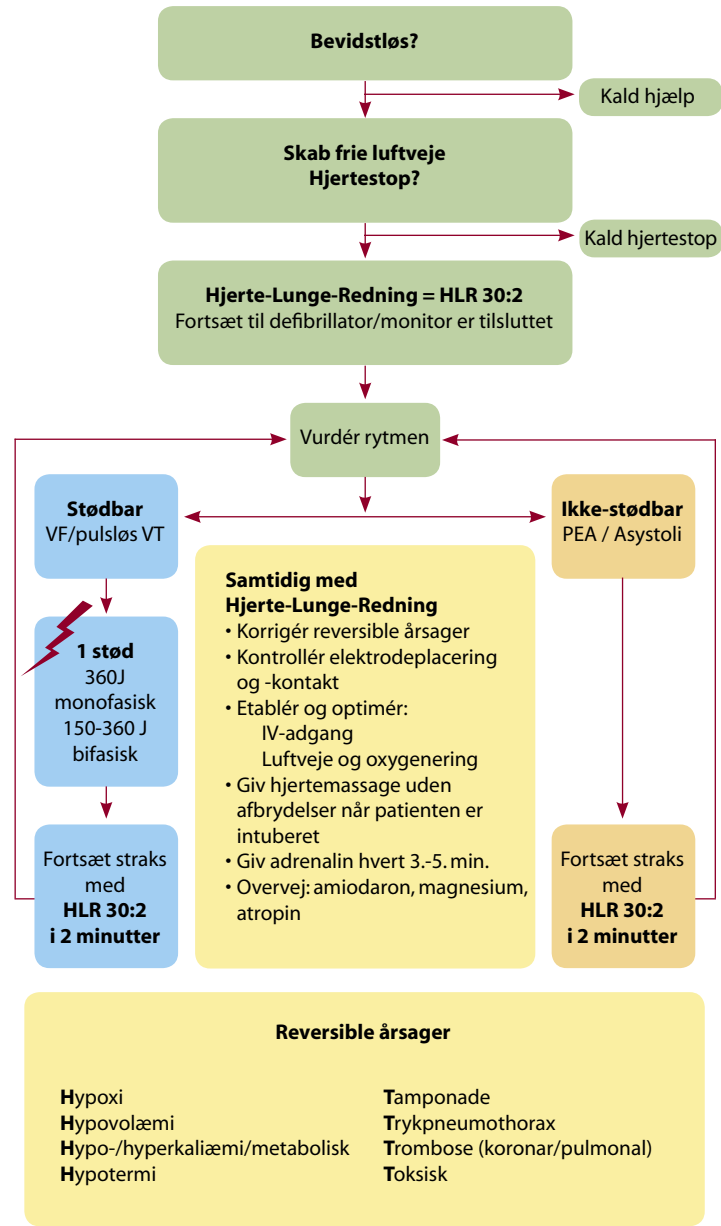 Bevidstløs?
Kald hjælp
Skab frie luftveje
Hjertestop?
Kald hjertestop
Hjerte-Lunge-Redning = HLR 30:2
Fortsæt til defibrillator/monitor er tilsluttet
Vurdér rytmen
Stødbar
VF/pulsløs VT
1 stød
360J
monofasisk
150-360 J
bifasisk
Fortsæt straks
med
HLR 30:2
i 2 minutter
Samtidig med
Hjerte-Lunge-Redning
• Korrigér reversible årsager
• Kontrollér elektrodeplacering
og -kontakt
• Etablér og optimér:
IV-adgang
Luftveje og oxygenering
• Giv hjertemassage uden
afbrydelser når patienten er
intuberet
• Giv adrenalin hvert 3.-5. min.
• Overvej: amiodaron, magnesium,
atropin
Ikke-stødbar
PEA / Asystoli
Fortsæt straks
med
HLR 30:2
i 2 minutter
Reversible årsager
Hypoxi
Hypovolæmi
Hypo-/hyperkaliæmi/metabolisk
Hypotermi
Tamponade
Trykpneumothorax
Trombose (koronar/pulmonal)
Toksisk